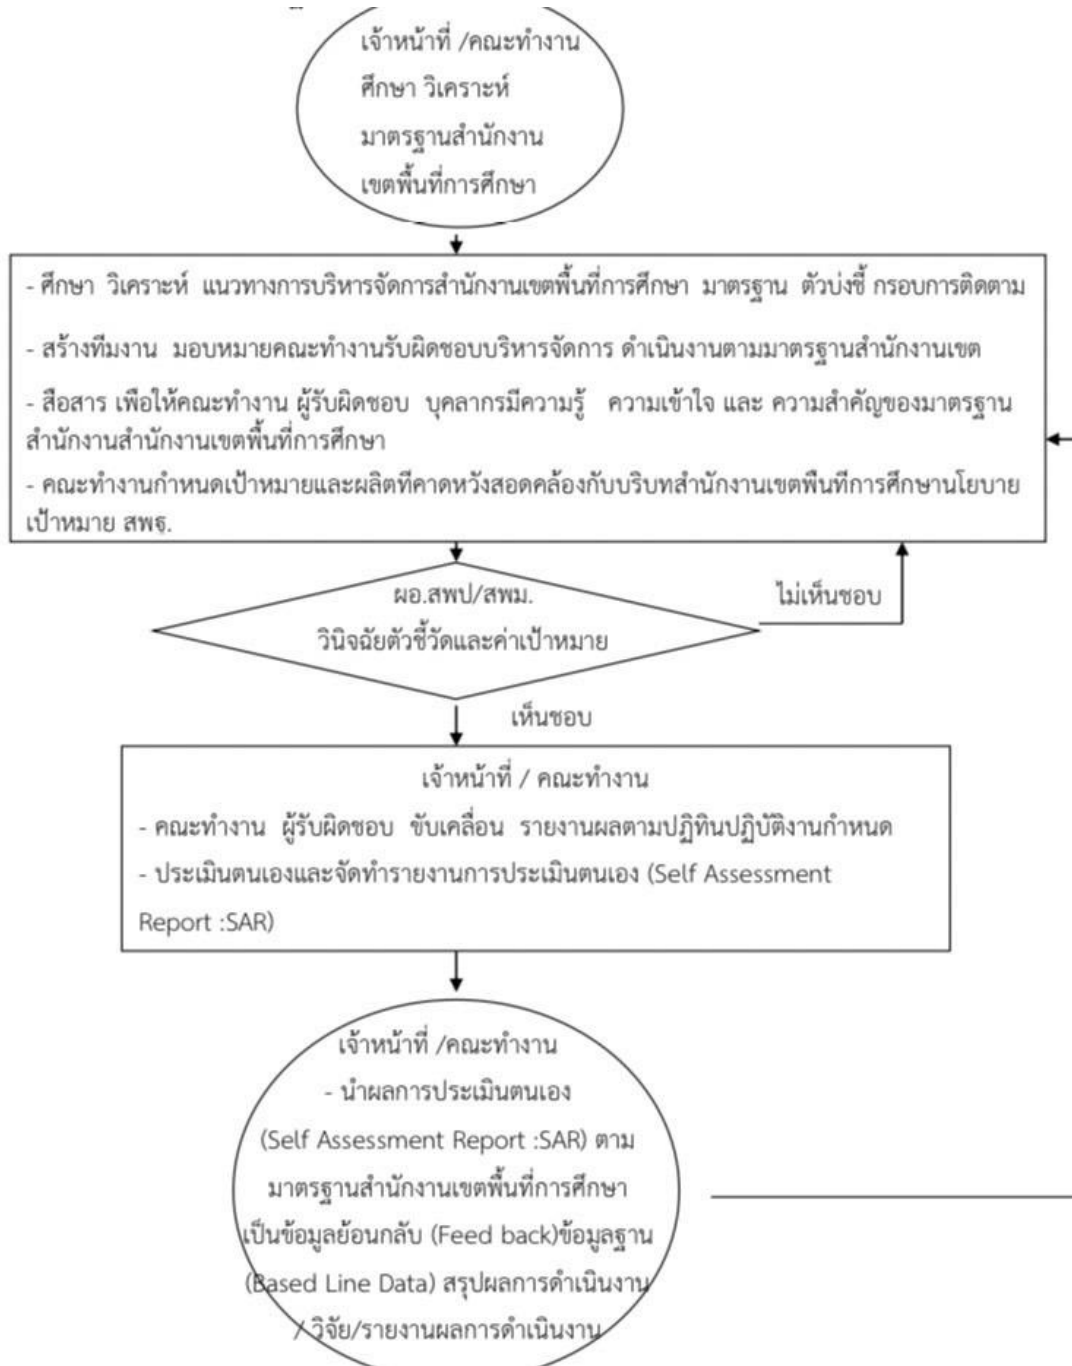 เจ้าหน้าที่ /คณะทำงาน
ศึกษา วิเคราะห์
มาตรฐานสำนักงาน
เขตพื้นที่การศึกษา
- ศึกษา วิเคราะห์ แนวทางการบริหารจัดการสำนักงานเขตพื้นที่การศึกษา มาตรฐาน ตัวบ่งชี้ กรอบการติดตาม
- สร้างทีมงาน มอบหมายคณะทำงานรับผิดชอบบริหารจัดการ ดำเนินงานตามมาตรฐานสำนักงานเขต
- สื่อสาร เพื่อให้คณะทำงาน ผู้รับผิดชอบ บุคลากรมีความรู้ ความเข้าใจ และ ความสำคัญของมาตรฐาน
สำนักงานสำนักงานเขตพื้นที่การศึกษา
- คณะทำงานกำหนดเป้าหมายและผลิตที่คาดหวังสอดคล้องกับบริบทสำนักงานเขตพื้นที่การศึกษานโยบาย
เป้าหมาย สพฐ.
ผอ.สพป/สพม.
วินิจฉัยตัวชี้วัดและค่าเป้าหมาย
ไม่เห็นชอบ
เห็นชอบ
เจ้าหน้าที่ / คณะทำงาน
- คณะทำงาน ผู้รับผิดชอบ ขับเคลื่อน รายงานผลตามปฏิทินปฏิบัติงานกำหนด
- ประเมินตนเองและจัดทำรายงานการประเมินตนเอง (Self Assessment
Report :SAR)
เจ้าหน้าที่ /คณะทำงาน
- นำผลการประเมินตนเอง
(Self Assessment Report :SAR) ตาม
มาตรฐานสำนักงานเขตพื้นที่การศึกษา
เป็นข้อมูลย้อนกลับ (Feed back)ข้อมูลฐาน
(Based Line Data) สรุปผลการดำเนินงาน
/ วิจัย/รายงานผลการดำเนินงาน